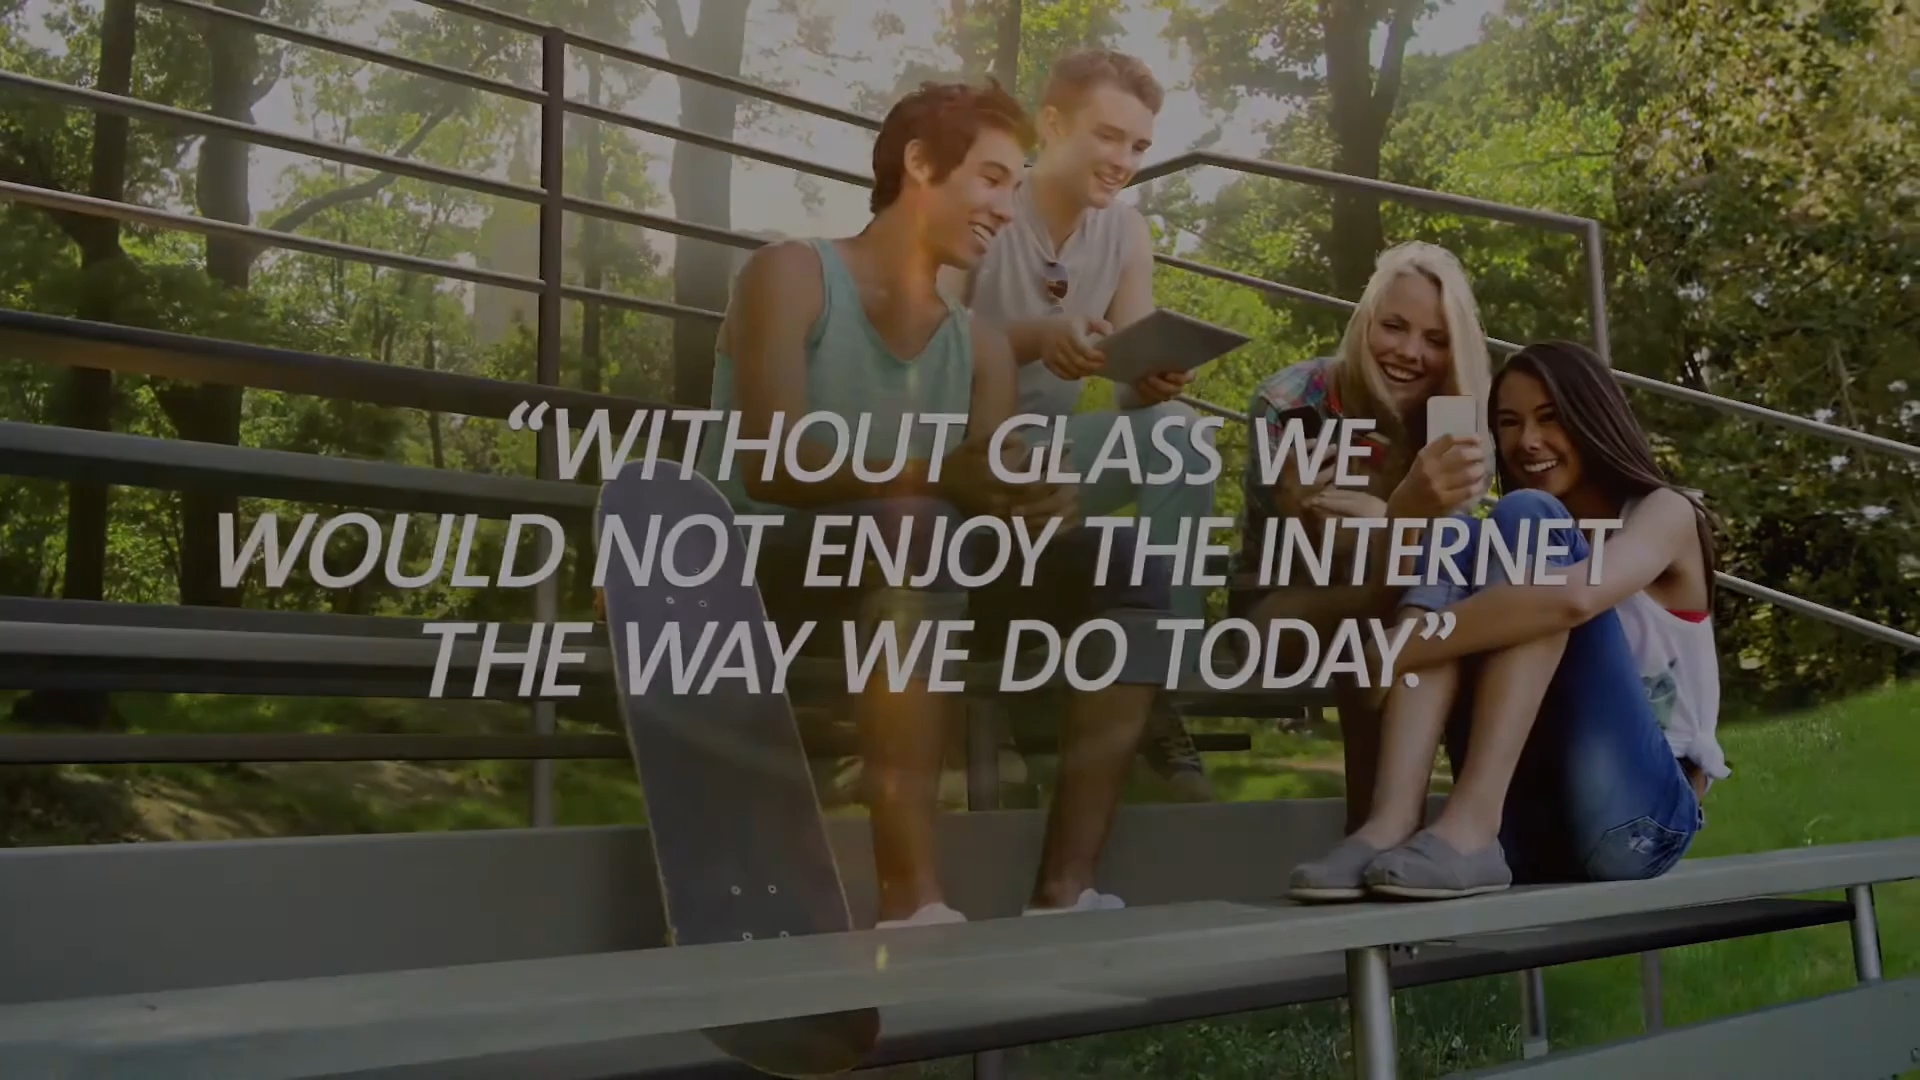 “WITHOUT GLASS WE
WOULD NOT ENJOY THE INTERNET
THE WAY WE DO TODAY.”